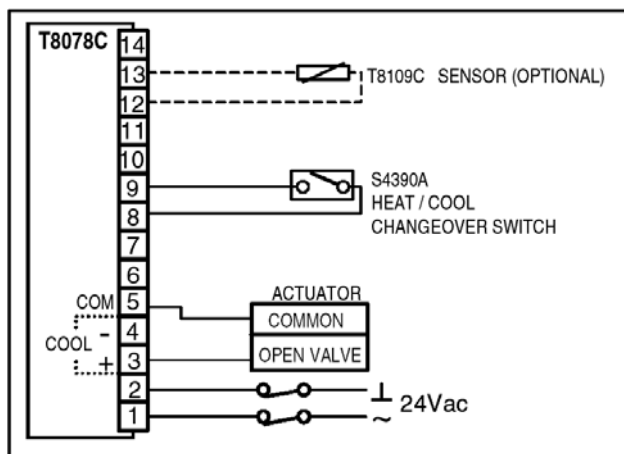 T8078C
14
13
T8109C SENSOR (OPTIONAL)
12
11
10
9
S4390A
HEAT / COOL
8
CHANGEOVER SWITCH
7
6
ACTUATOR
COM 5
COMMON
4 -
COOL
OPEN VALVE
3 +
2
⊥ 24Vac
1
~